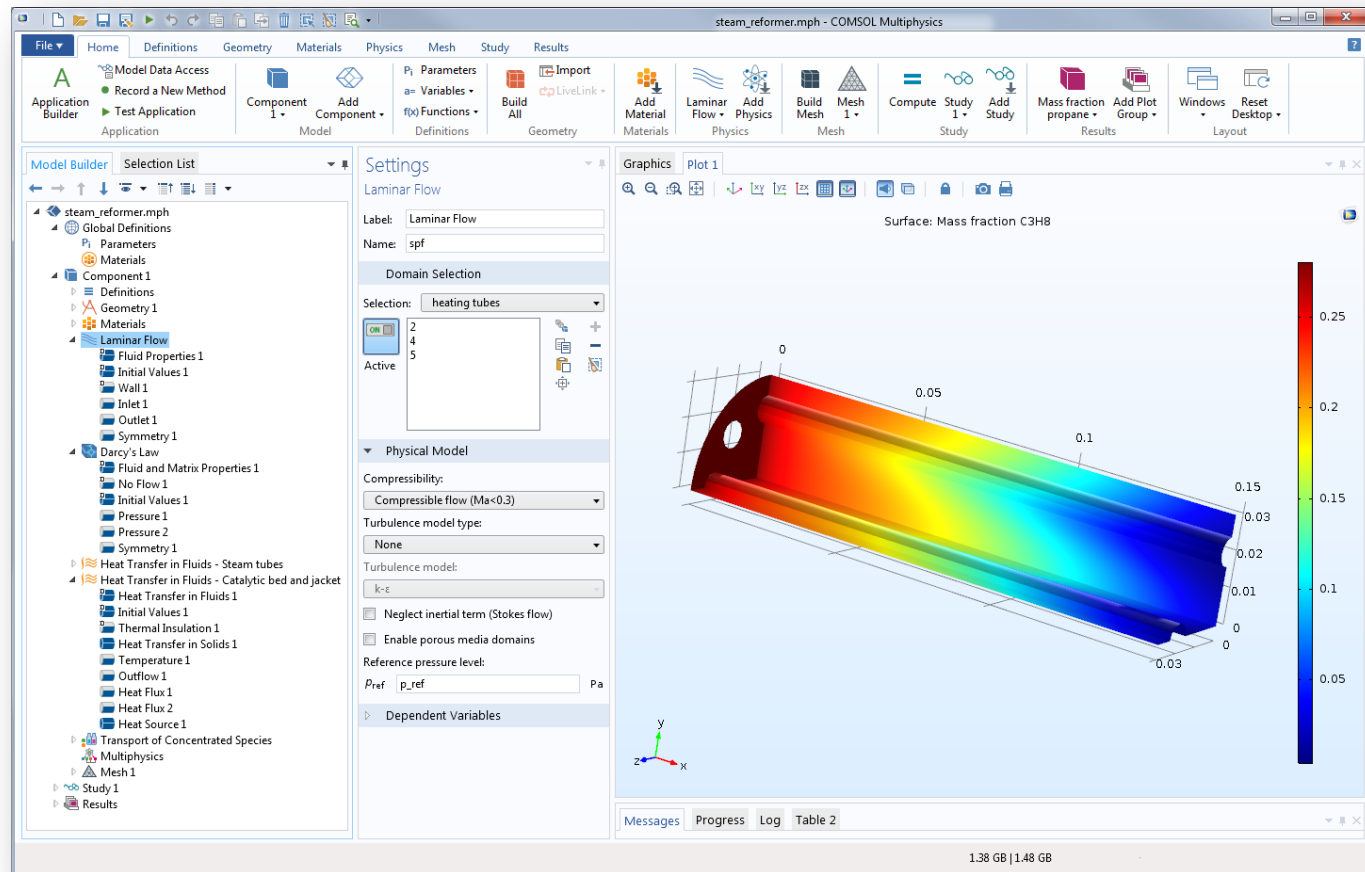 steam_reformer.mph - COMSOL Multiphysics
File Home Definitions Geometry Materials Physics Mesh Study Results
Application Builder
Model Data Access
Record a New Method
Test Application
Application
Component 1
Add Component
Model
Pi Parameters
a= Variables
f(x) Functions
Definitions
Build All
Import
LiveLink
Geometry
Add Material
Materials
Laminar Flow
Add Physics
Physics
Build Mesh
Mesh 1
Mesh
Compute
Study 1
Add Study
Study
Mass fraction propane
Add Plot Group
Results
Windows
Reset Desktop
Layout
Model Builder Selection List
steam_reformer.mph
Global Definitions
Pi Parameters
Materials
Component 1
Definitions
Geometry 1
Materials
Laminar Flow
Fluid Properties 1
Initial Values 1
Wall 1
Inlet 1
Outlet 1
Symmetry 1
Darcy's Law
Fluid and Matrix Properties 1
No Flow 1
Initial Values 1
Pressure 1
Pressure 2
Symmetry 1
Heat Transfer in Fluids - Steam tubes
Heat Transfer in Fluids - Catalytic bed and jacket
Heat Transfer in Fluids 1
Initial Values 1
Thermal Insulation 1
Heat Transfer in Solids 1
Temperature 1
Outflow 1
Heat Flux 1
Heat Flux 2
Heat Source 1
Transport of Concentrated Species
Multiphysics
Mesh 1
Study 1
Results
Settings
Laminar Flow
Label: Laminar Flow
Name: spf
Domain Selection
Selection: heating tubes
ON
Active
2
4
5
Physical Model
Compressibility:
Compressible flow (Ma<0.3)
Turbulence model type:
None
Turbulence model:
k-ε
Neglect inertial term (Stokes flow)
Enable porous media domains
Reference pressure level:
pref p_ref Pa
Dependent Variables
Graphics Plot 1
xy yz zx
Surface: Mass fraction C3H8
0
0.05
0.1
0.15
0.03
0.02
0.01
0
0
0.03
0.25
0.2
0.15
0.1
0.05
y
z
x
Messages Progress Log Table 2
1.38 GB | 1.48 GB